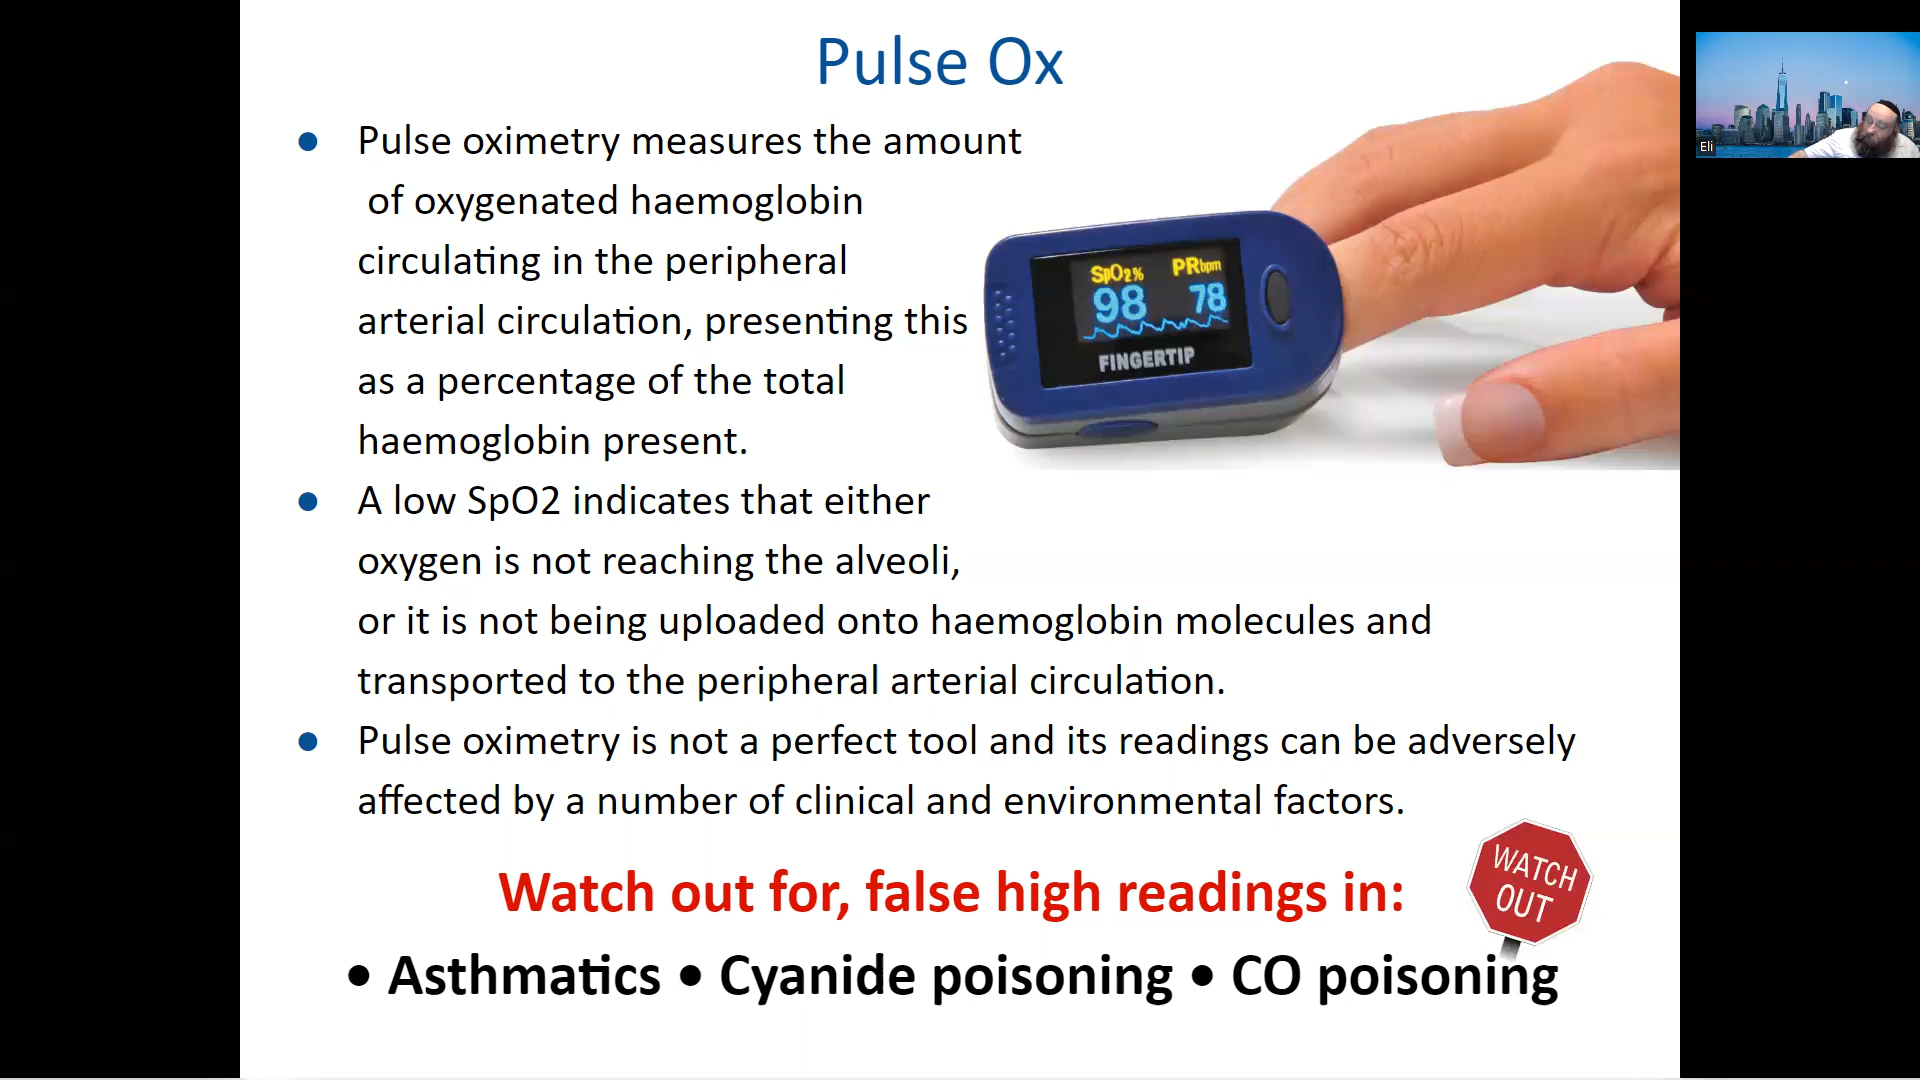 Pulse Ox
● Pulse oximetry measures the amount
of oxygenated haemoglobin
circulating in the peripheral
arterial circulation, presenting this
as a percentage of the total
haemoglobin present.
SpO2% PRbpm
98 78
FINGERTIP
● A low SpO2 indicates that either
oxygen is not reaching the alveoli,
or it is not being uploaded onto haemoglobin molecules and
transported to the peripheral arterial circulation.
● Pulse oximetry is not a perfect tool and its readings can be adversely
affected by a number of clinical and environmental factors.
Watch out for, false high readings in:
WATCH
OUT
• Asthmatics • Cyanide poisoning • CO poisoning
Eli